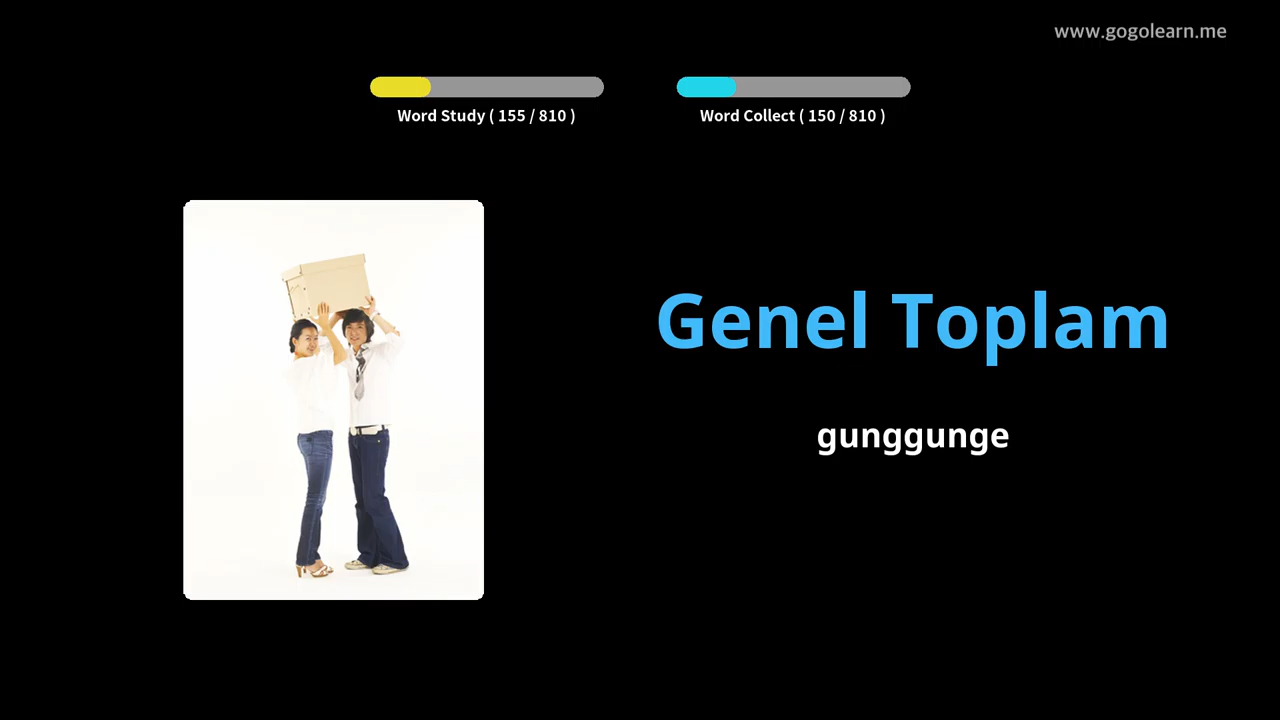 www.gogolearn.me
Word Study ( 155 / 810 )
Word Collect ( 150 / 810 )
Genel Toplam
gunggunge